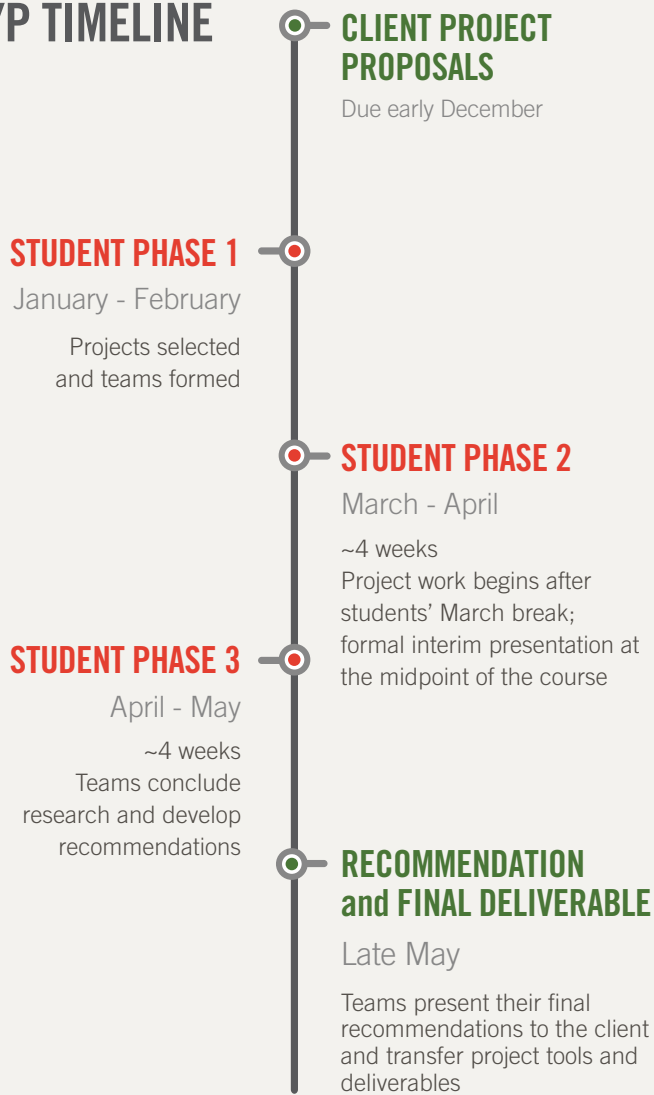 TIMELINE
CLIENT PROJECT
PROPOSALS
Due early December
STUDENT PHASE 1
January - February
Projects selected
and teams formed
STUDENT PHASE 2
March - April
~4 weeks
Project work begins after
students’ March break;
formal interim presentation at
the midpoint of the course
STUDENT PHASE 3
April - May
~4 weeks
Teams conclude
research and develop
recommendations
RECOMMENDATION
and FINAL DELIVERABLE
Late May
Teams present their final
recommendations to the client
and transfer project tools and
deliverables